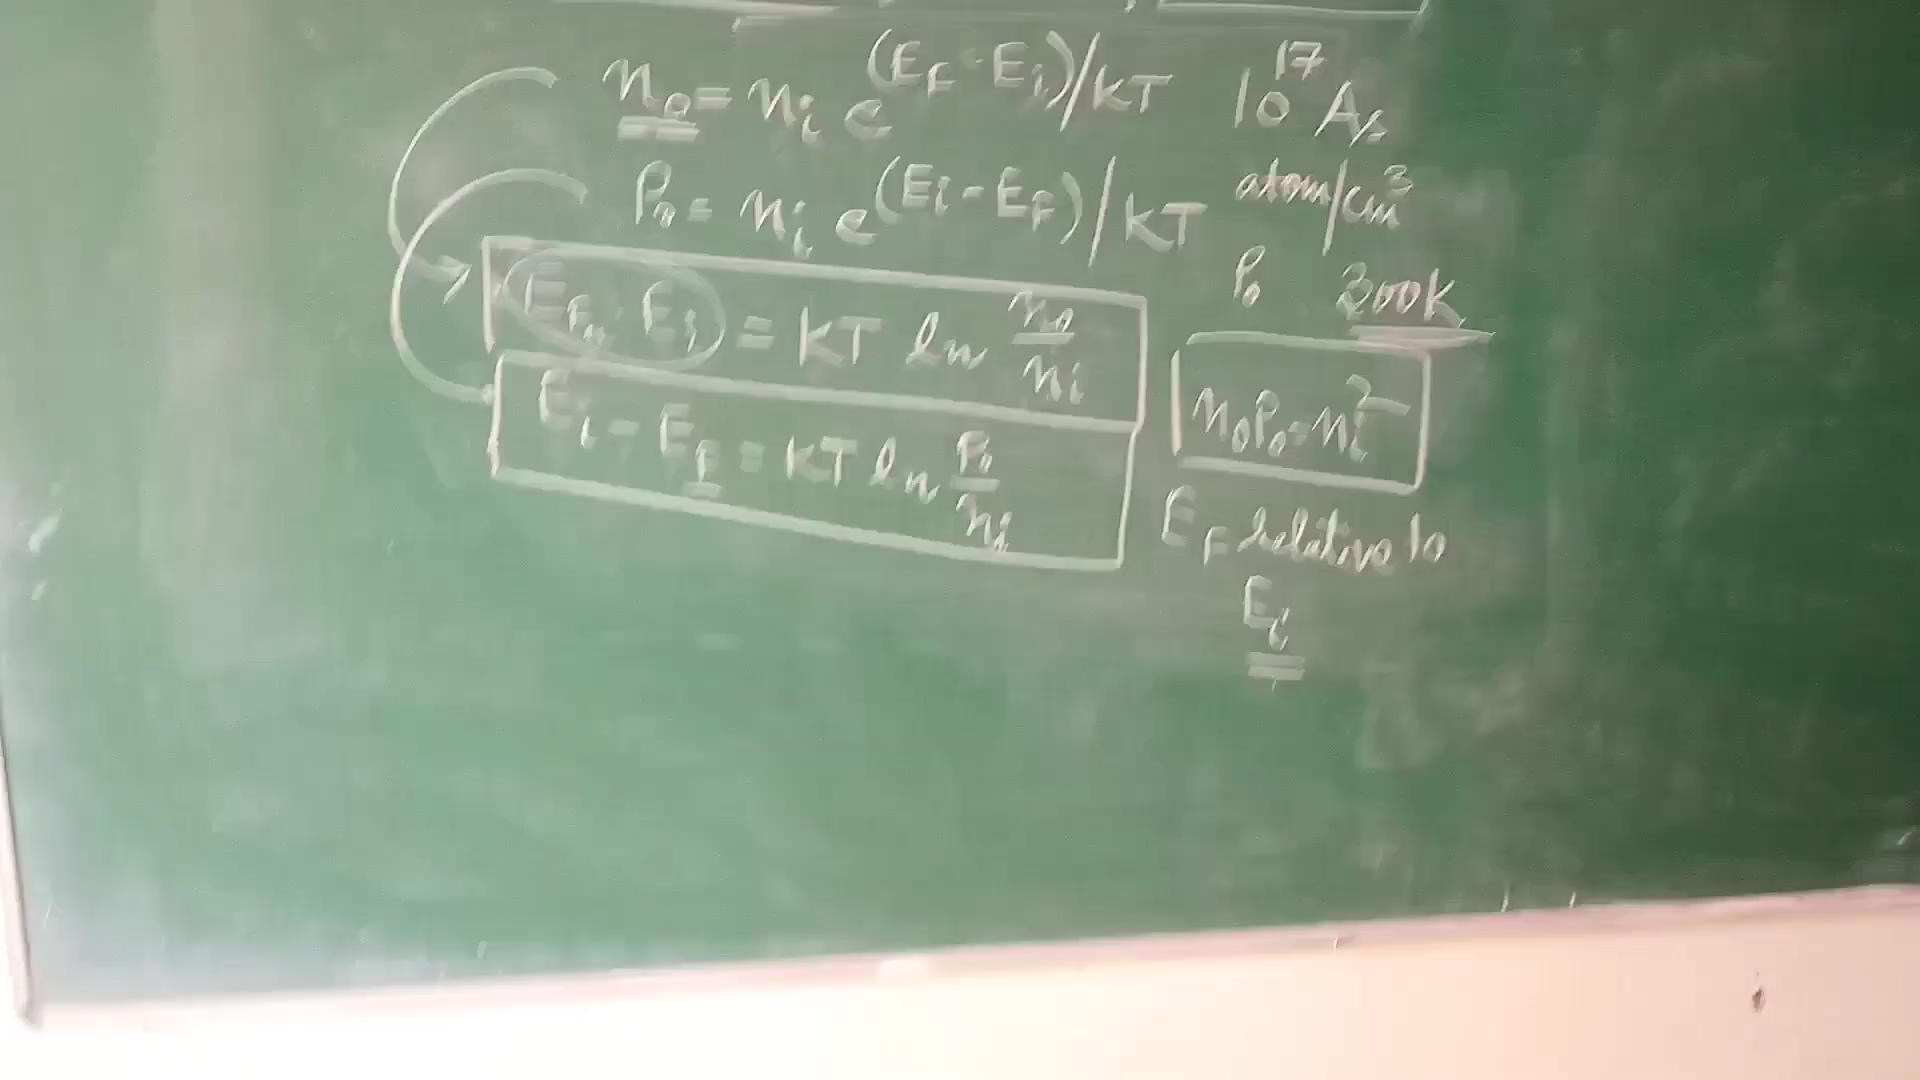 n₀ = nᵢ e^(E_F - Eᵢ)/KT
P₀ = nᵢ e^(Eᵢ - E_F)/KT
E_Fn - Eᵢ = KT ln n₀/nᵢ
Eᵢ - E_P = KT ln P₀/nᵢ
10¹⁷ As
atom/cm³
P₀ 300K
n₀P₀ = nᵢ²
E_F relative to
Eᵢ